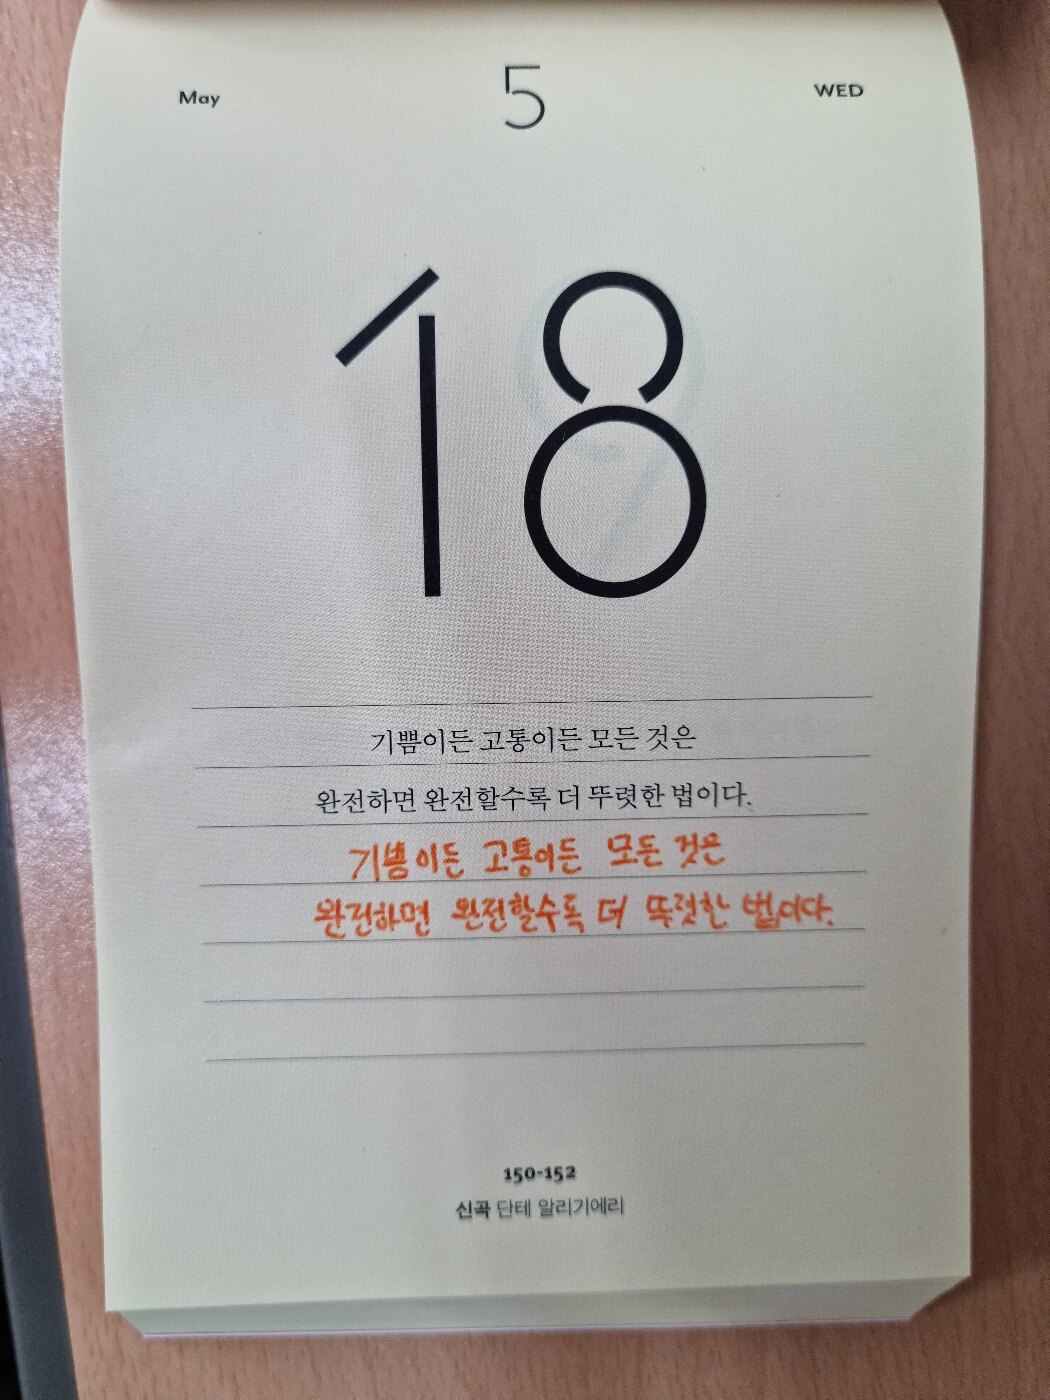 May 5 WED
18
기쁨이든 고통이든 모든 것은
완전하면 완전할수록 더 뚜렷한 법이다.
기쁨이든 고통이든 모든 것은
완전하면 완전할수록 더 뚜렷한 법이다.
150-152
신곡 단테 알리기에리